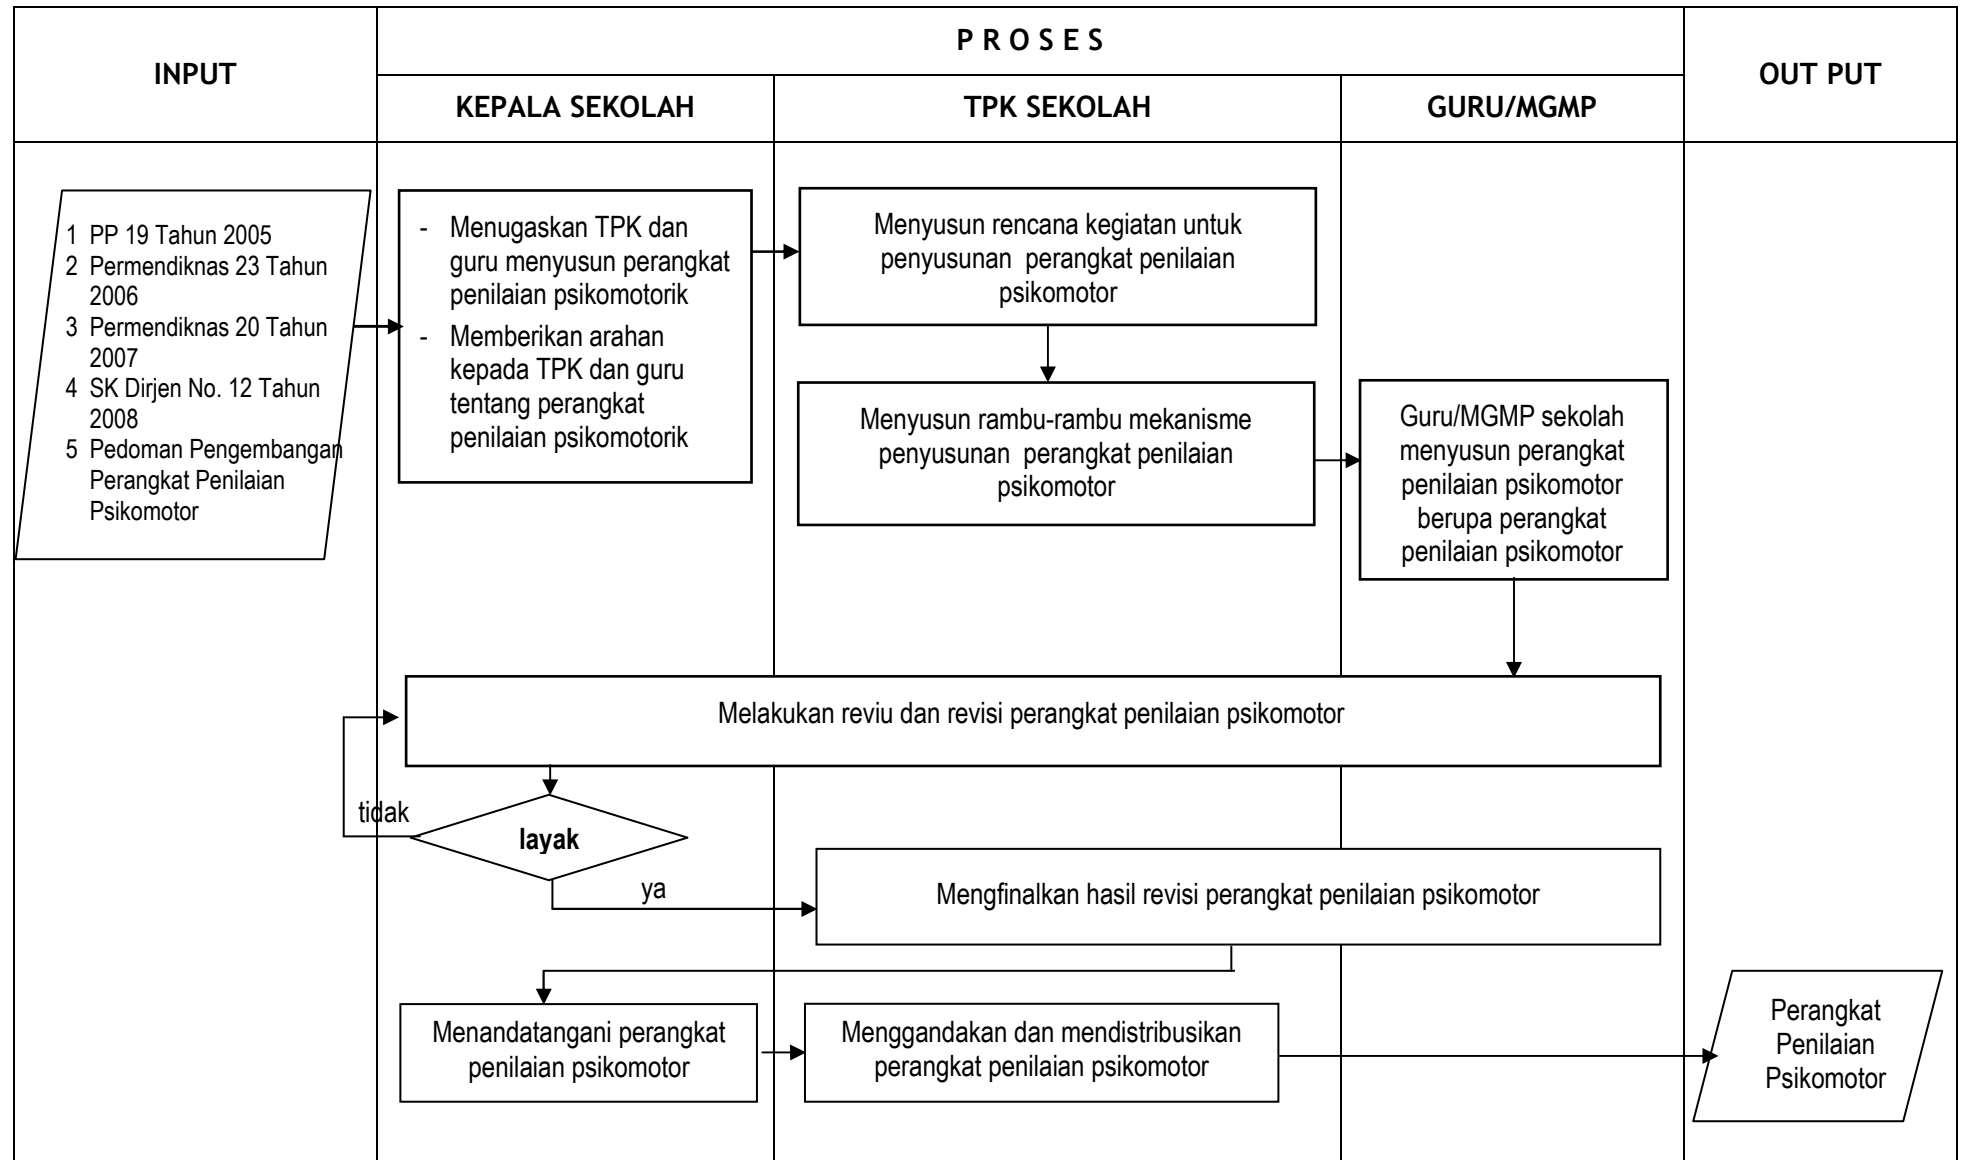 INPUT
P R O S E S
OUT PUT
KEPALA SEKOLAH
TPK SEKOLAH
GURU/MGMP
1 PP 19 Tahun 2005
2 Permendiknas 23 Tahun
2006
3 Permendiknas 20 Tahun
2007
4 SK Dirjen No. 12 Tahun
2008
5 Pedoman Pengembangan
Perangkat Penilaian
Psikomotor
- Menugaskan TPK dan
guru menyusun perangkat
penilaian psikomotorik
- Memberikan arahan
kepada TPK dan guru
tentang perangkat
penilaian psikomotorik
Menyusun rencana kegiatan untuk
penyusunan perangkat penilaian
psikomotor
Menyusun rambu-rambu mekanisme
penyusunan perangkat penilaian
psikomotor
Guru/MGMP sekolah
menyusun perangkat
penilaian psikomotor
berupa perangkat
penilaian psikomotor
Melakukan reviu dan revisi perangkat penilaian psikomotor
tidak
layak
ya
Mengfinalkan hasil revisi perangkat penilaian psikomotor
Menandatangani perangkat
penilaian psikomotor
Menggandakan dan mendistribusikan
perangkat penilaian psikomotor
Perangkat
Penilaian
Psikomotor